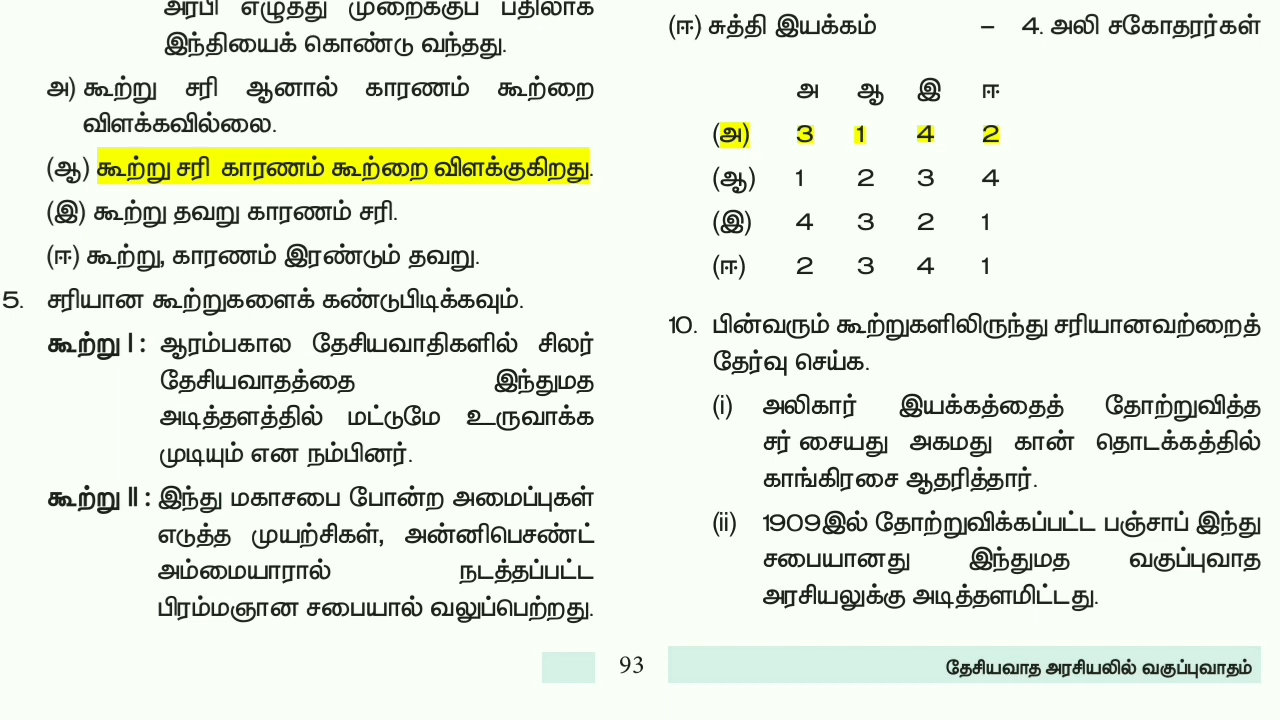 அரபி எழுத்து முறைக்குப் பதிலாக
இந்தியைக் கொண்டு வந்தது.
அ) கூற்று சரி ஆனால் காரணம் கூற்றை
விளக்கவில்லை.
(ஆ) கூற்று சரி காரணம் கூற்றை விளக்குகிறது.
(இ) கூற்று தவறு காரணம் சரி.
(ஈ) கூற்று, காரணம் இரண்டும் தவறு.
5. சரியான கூற்றுகளைக் கண்டுபிடிக்கவும்.
கூற்று I : ஆரம்பகால தேசியவாதிகளில் சிலர்
தேசியவாதத்தை இந்துமத
அடித்தளத்தில் மட்டுமே உருவாக்க
முடியும் என நம்பினர்.
கூற்று II : இந்து மகாசபை போன்ற அமைப்புகள்
எடுத்த முயற்சிகள், அன்னிபெசண்ட்
அம்மையாரால் நடத்தப்பட்ட
பிரம்மஞான சபையால் வலுப்பெற்றது.
(ஈ) சுத்தி இயக்கம் – 4. அலி சகோதரர்கள்
அ ஆ இ ஈ
(அ) 3 1 4 2
(ஆ) 1 2 3 4
(இ) 4 3 2 1
(ஈ) 2 3 4 1
10. பின்வரும் கூற்றுகளிலிருந்து சரியானவற்றைத்
தேர்வு செய்க.
(i) அலிகார் இயக்கத்தைத் தோற்றுவித்த
சர் சையது அகமது கான் தொடக்கத்தில்
காங்கிரசை ஆதரித்தார்.
(ii) 1909இல் தோற்றுவிக்கப்பட்ட பஞ்சாப் இந்து
சபையானது இந்துமத வகுப்புவாத
அரசியலுக்கு அடித்தளமிட்டது.
93 தேசியவாத அரசியலில் வகுப்புவாதம்